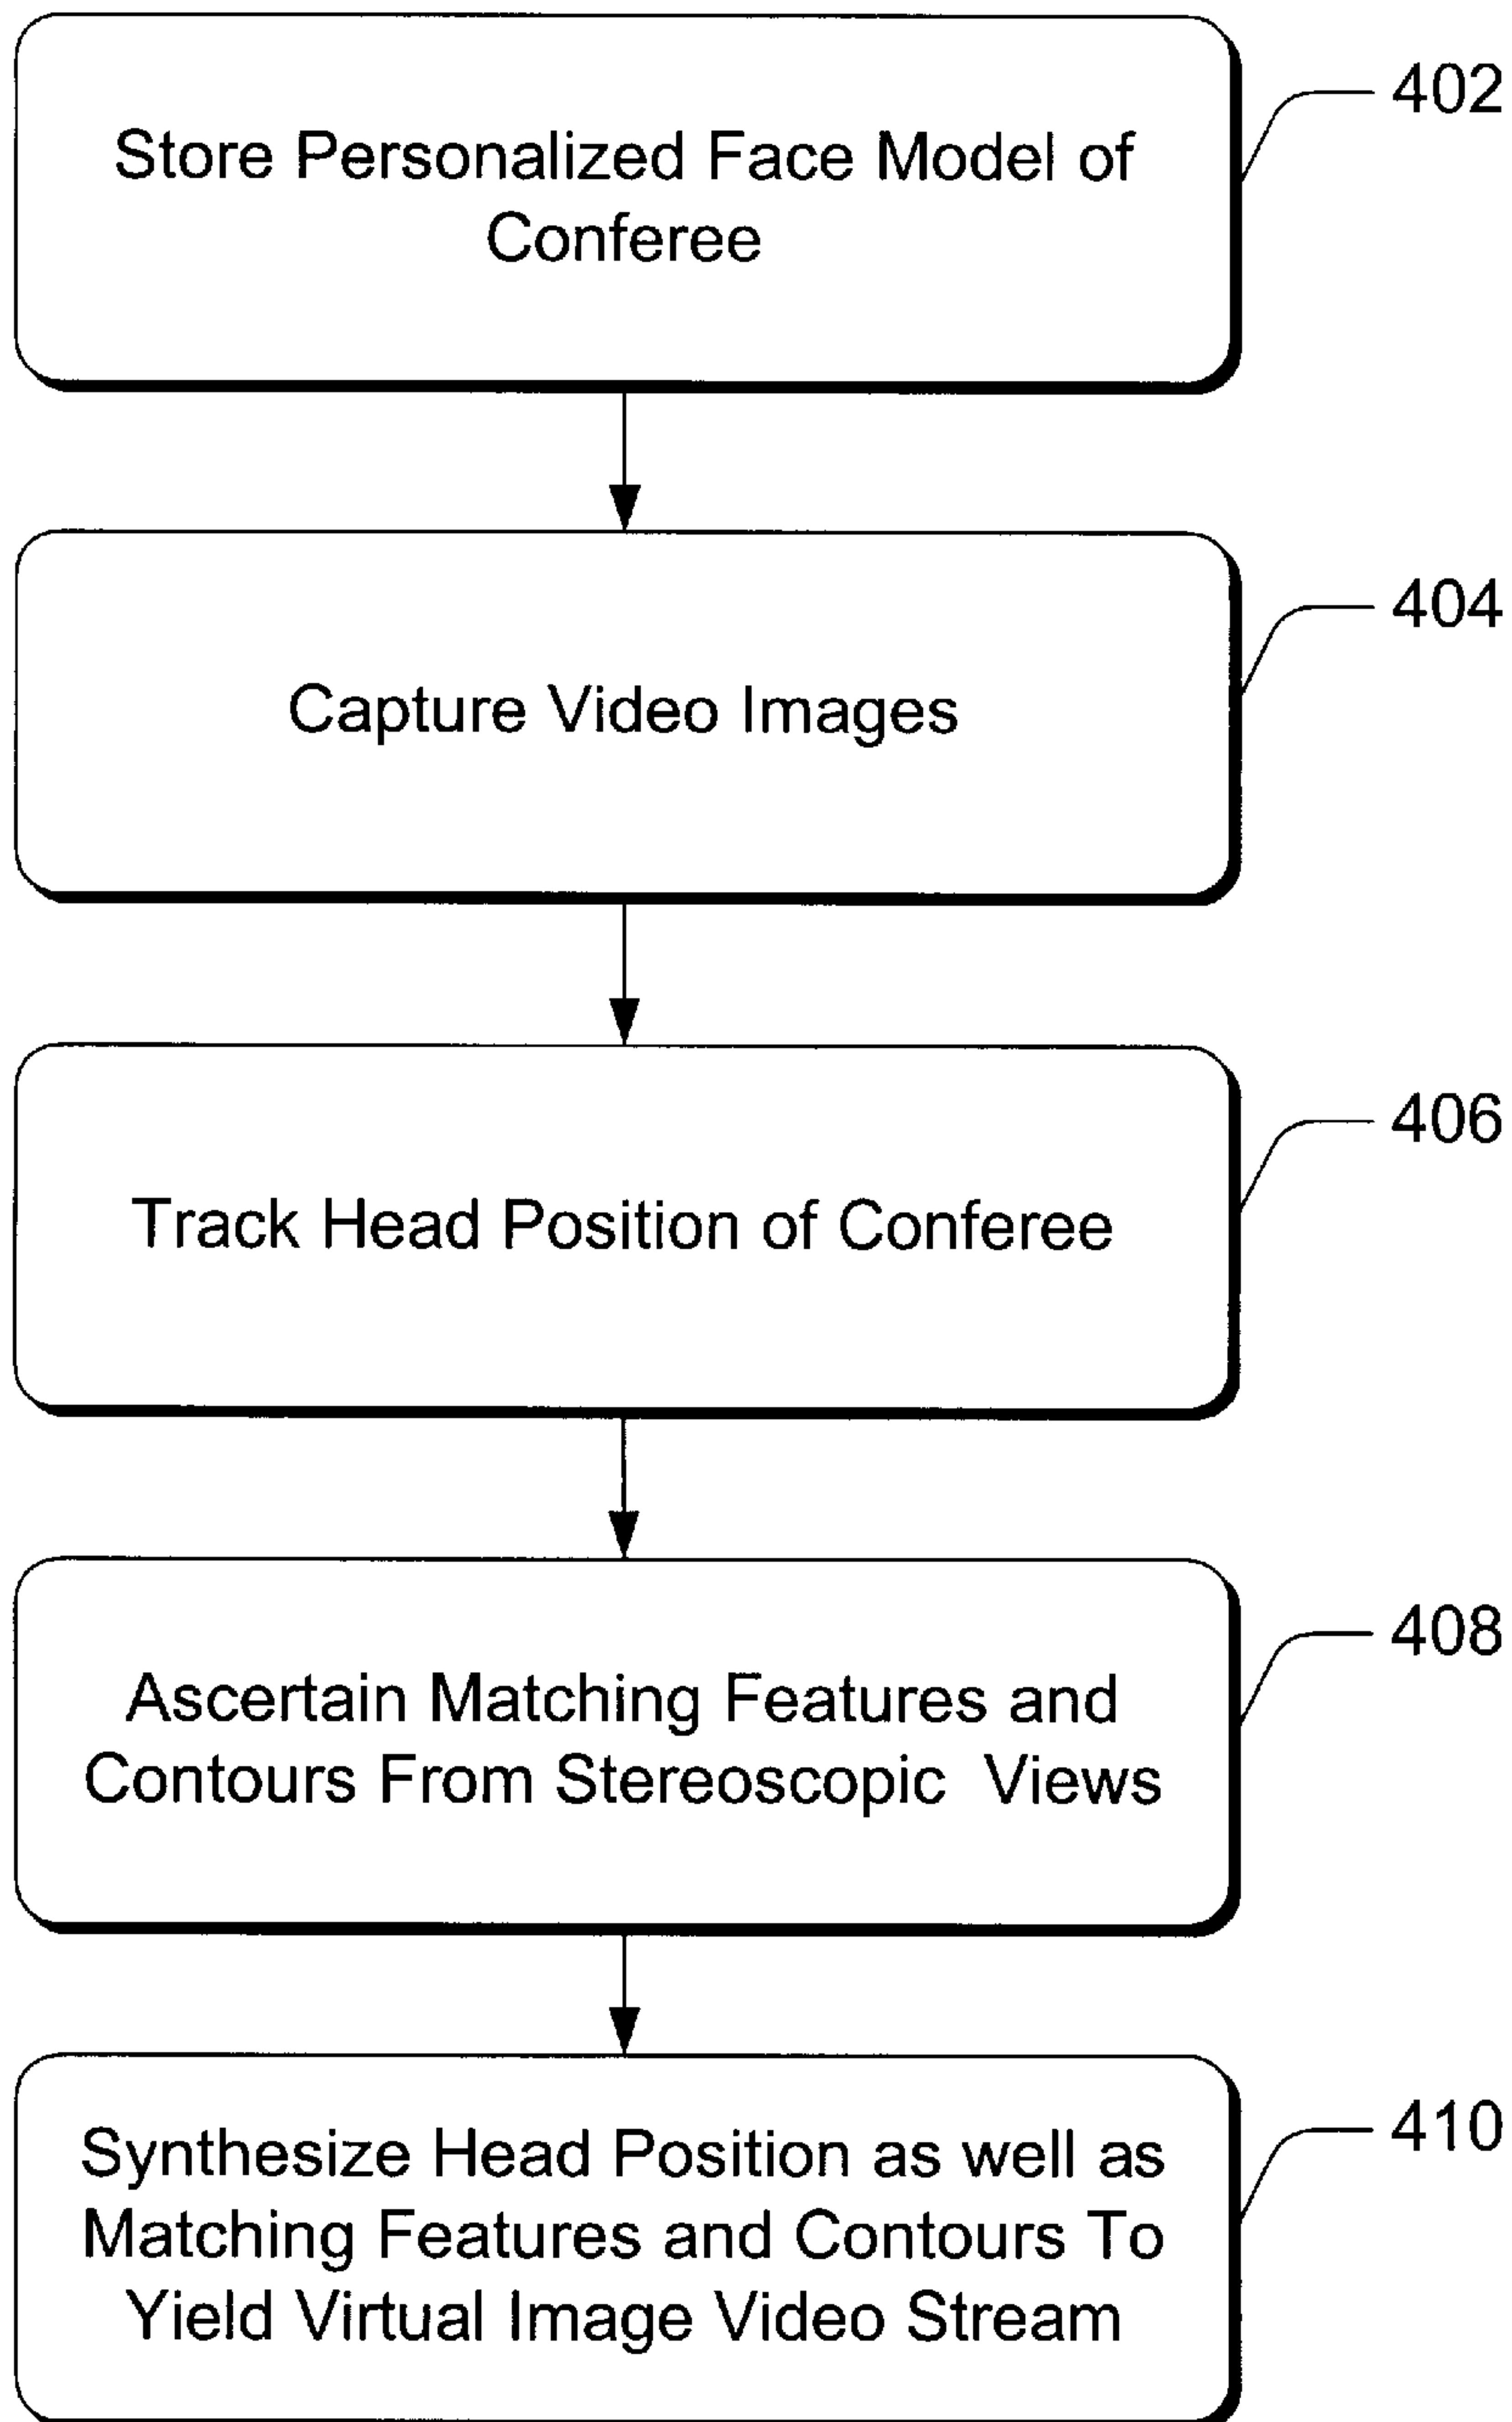 402
Store Personalized Face Model of
Conferee
404
Capture Video Images
406
Track Head Position of Conferee
408
Ascertain Matching Features and
Contours From Stereoscopic Views
410
Synthesize Head Position as well as
Matching Features and Contours To
Yield Virtual Image Video Stream